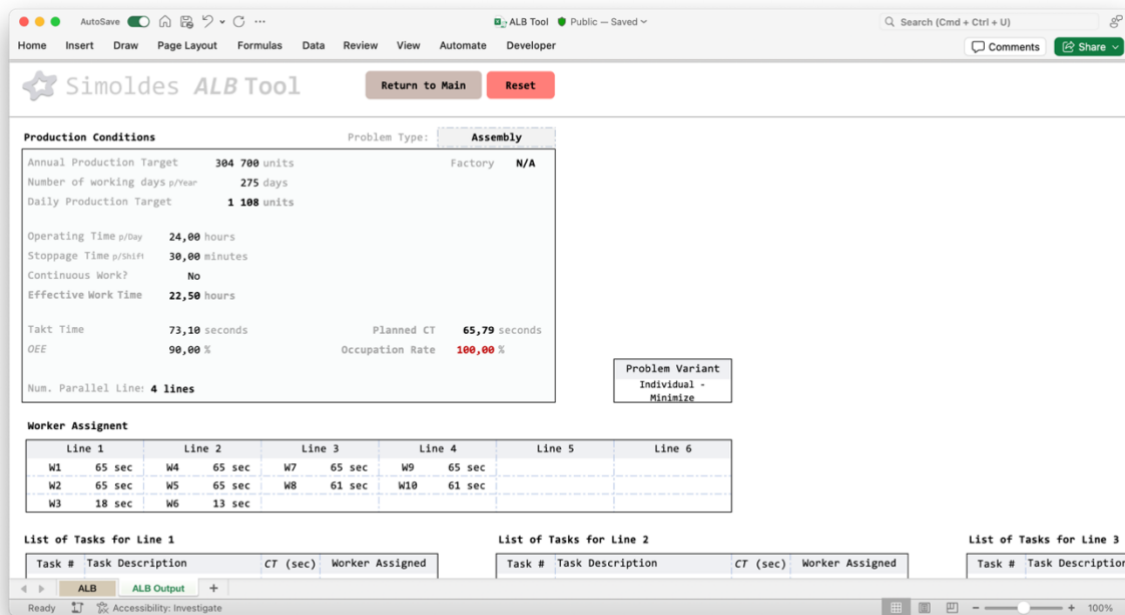 AutoSave
ALB Tool Public — Saved
Search (Cmd + Ctrl + U)
Home Insert Draw Page Layout Formulas Data Review View Automate Developer
Comments Share
Simoldes ALB Tool
Return to Main Reset
Production Conditions Problem Type: Assembly
Annual Production Target 304 700 units Factory N/A
Number of working days p/Year 275 days
Daily Production Target 1 108 units
Operating Time p/Day 24,00 hours
Stoppage Time p/Shift 30,00 minutes
Continuous Work? No
Effective Work Time 22,50 hours
Takt Time 73,10 seconds Planned CT 65,79 seconds
OEE 90,00 % Occupation Rate 100,00 %
Num. Parallel Line: 4 lines
Problem Variant
Individual -
Minimize
Worker Assignent
Line 1 Line 2 Line 3 Line 4 Line 5 Line 6
W1 65 sec W4 65 sec W7 65 sec W9 65 sec
W2 65 sec W5 65 sec W8 61 sec W10 61 sec
W3 18 sec W6 13 sec
List of Tasks for Line 1 List of Tasks for Line 2 List of Tasks for Line 3
Task # Task Description CT (sec) Worker Assigned Task # Task Description CT (sec) Worker Assigned Task # Task Description
ALB ALB Output +
Ready Accessibility: Investigate 100%